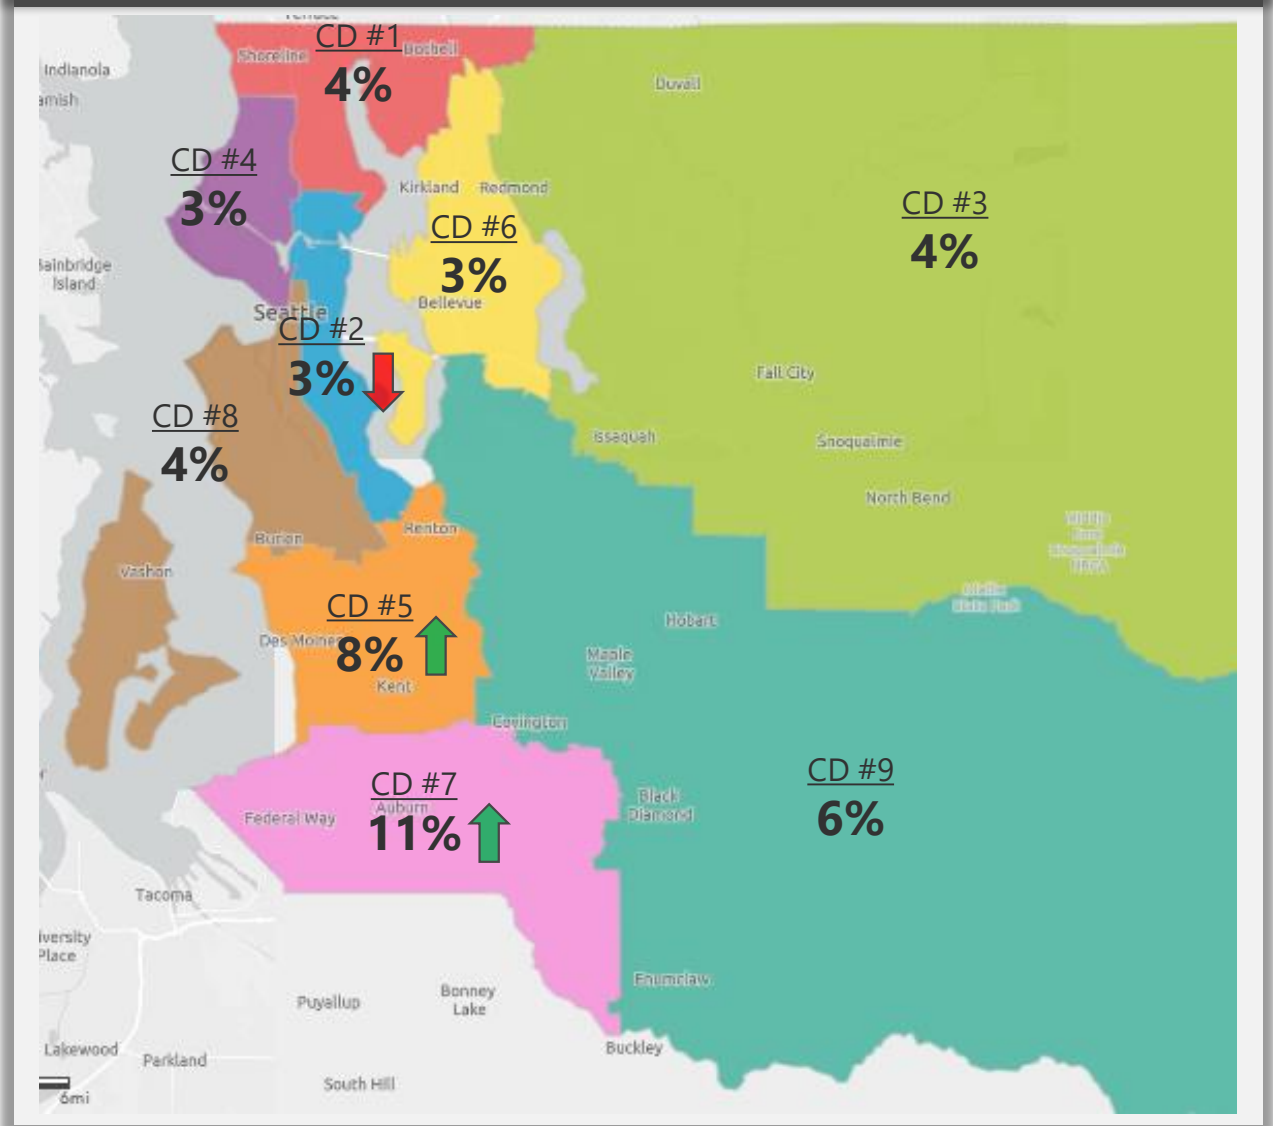 CD #1
Shoreline
Bothell
4%
Indianola
Duvall
CD #4
3%
Kirkland
Redmond
CD #3
4%
CD #6
3%
Bainbridge
Island
Bellevue
Seattle
CD #2
3%
Fall City
CD #8
4%
Issaquah
Snoqualmie
North Bend
Renton
Burien
Vashon
CD #5
8%
Des Moines
Kent
Hobart
Maple
Valley
Covington
CD #7
Auburn
11%
Federal Way
CD #9
6%
Black
Diamond
Tacoma
iversity
Place
Enumclaw
Puyallup
Bonney
Lake
Lakewood
Parkland
Buckley
South Hill
6mi